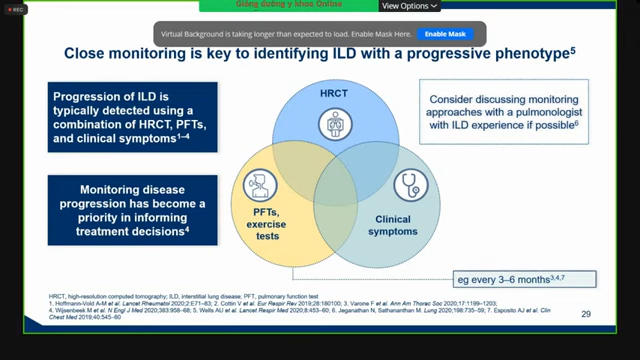 REC
Giảng đường y khoa Online
View Options
Virtual Background is taking longer than expected to load. Enable Mask Here.
Enable Mask
Close monitoring is key to identifying ILD with a progressive phenotype5
Progression of ILD is
typically detected using a
combination of HRCT, PFTs,
and clinical symptoms1–4
Monitoring disease
progression has become a
priority in informing
treatment decisions4
HRCT
PFTs,
exercise
tests
Clinical
symptoms
Consider discussing monitoring
approaches with a pulmonologist
with ILD experience if possible6
eg every 3–6 months3,4,7
HRCT, high-resolution computed tomography; ILD, interstitial lung disease; PFT, pulmonary function test
1. Hoffmann-Vold A-M et al. Lancet Rheumatol 2020;2:E71–83; 2. Cottin V et al. Eur Respir Rev 2019;28:180100; 3. Varone F et al. Ann Am Thorac Soc 2020;17:1199–1203;
4. Wijsenbeek M et al. N Engl J Med 2020;383:958–68; 5. Wells AU et al. Lancet Respir Med 2020;8:453–60; 6. Jeganathan N, Sathananthan M. Lung 2020;198:735–59; 7. Esposito AJ et al. Clin
Chest Med 2019;40:545–60
29